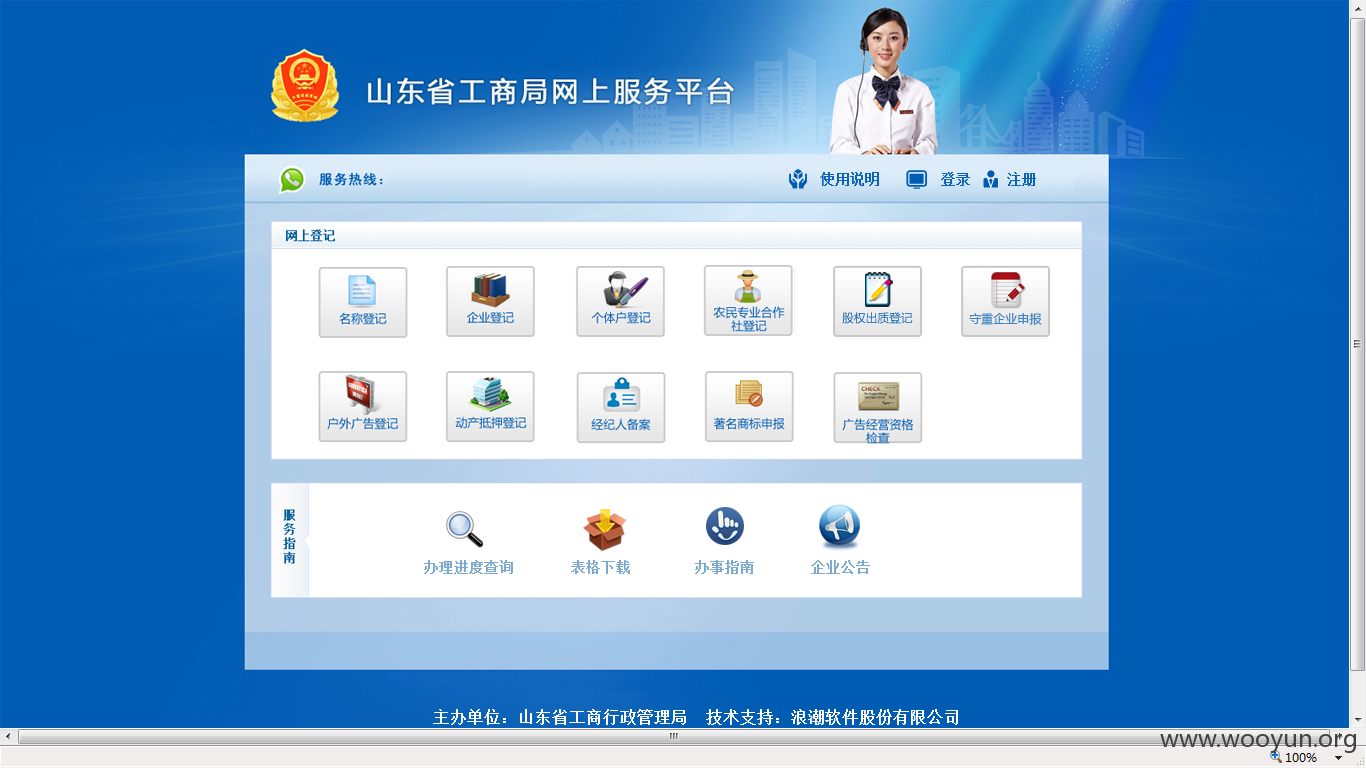 山东省工商局网上服务平台
服务热线：
使用说明 登录 注册
网上登记
名称登记
企业登记
个体户登记
农民专业合作
社登记
股权出质登记
守重企业申报
户外广告登记
动产抵押登记
经纪人备案
著名商标申报
CHECK
广告经营资格
检查
服务指南
办理进度查询
表格下载
办事指南
企业公告
主办单位：山东省工商行政管理局 技术支持：浪潮软件股份有限公司
www.wooyun.org
100%